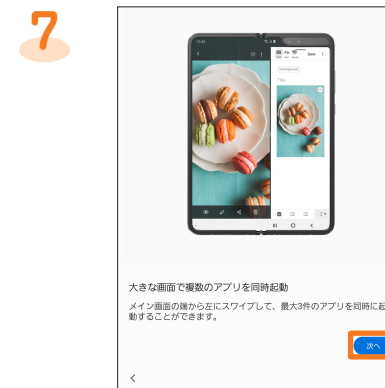 7
Save
Title
大きな画面で複数のアプリを同時起動
メイン画面の端から左にスワイプして、最大3件のアプリを同時に起
動することができます。
次へ